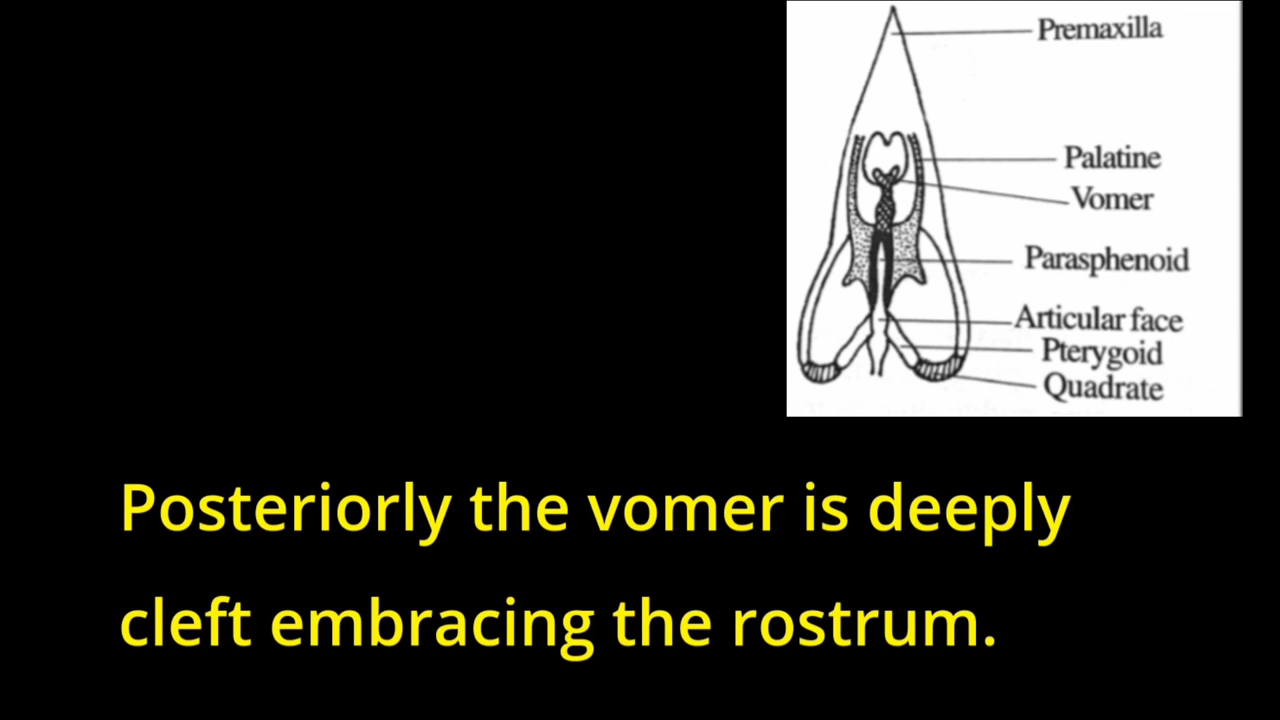 Premaxilla
Palatine
Vomer
Parasphenoid
Articular face
Pterygoid
Quadrate
Posteriorly the vomer is deeply
cleft embracing the rostrum.